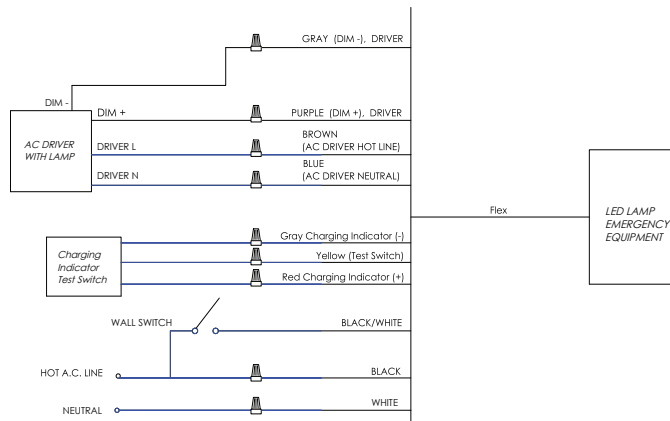 GRAY (DIM -), DRIVER
DIM -
DIM +
PURPLE (DIM +), DRIVER
AC DRIVER
WITH LAMP
DRIVER L
BROWN
(AC DRIVER HOT LINE)
DRIVER N
BLUE
(AC DRIVER NEUTRAL)
Flex
LED LAMP
EMERGENCY
EQUIPMENT
Charging
Indicator
Test Switch
Gray Charging Indicator (-)
Yellow (Test Switch)
Red Charging Indicator (+)
WALL SWITCH
BLACK/WHITE
HOT A.C. LINE
BLACK
NEUTRAL
WHITE